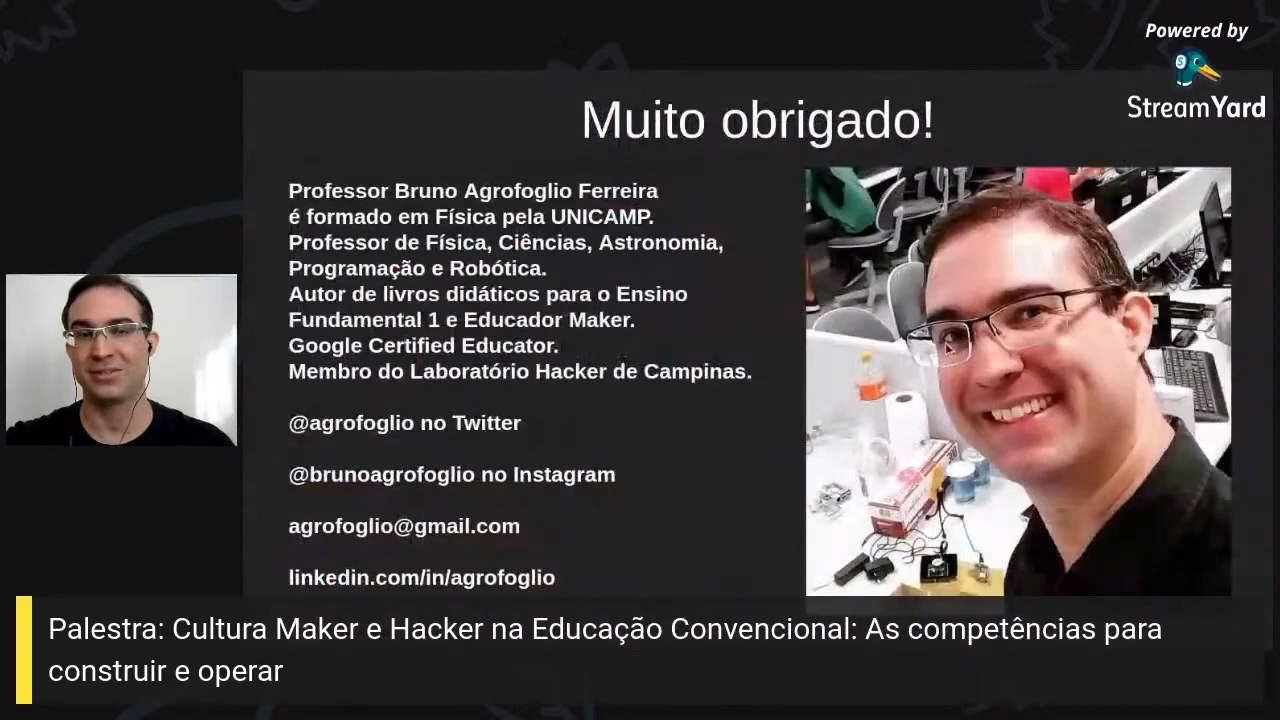 Powered by
StreamYard
Muito obrigado!
Professor Bruno Agrofoglio Ferreira
é formado em Física pela UNICAMP.
Professor de Física, Ciências, Astronomia,
Programação e Robótica.
Autor de livros didáticos para o Ensino
Fundamental 1 e Educador Maker.
Google Certified Educator.
Membro do Laboratório Hacker de Campinas.
@agrofoglio no Twitter
@brunoagrofoglio no Instagram
agrofoglio@gmail.com
linkedin.com/in/agrofoglio
Palestra: Cultura Maker e Hacker na Educação Convencional: As competências para
construir e operar